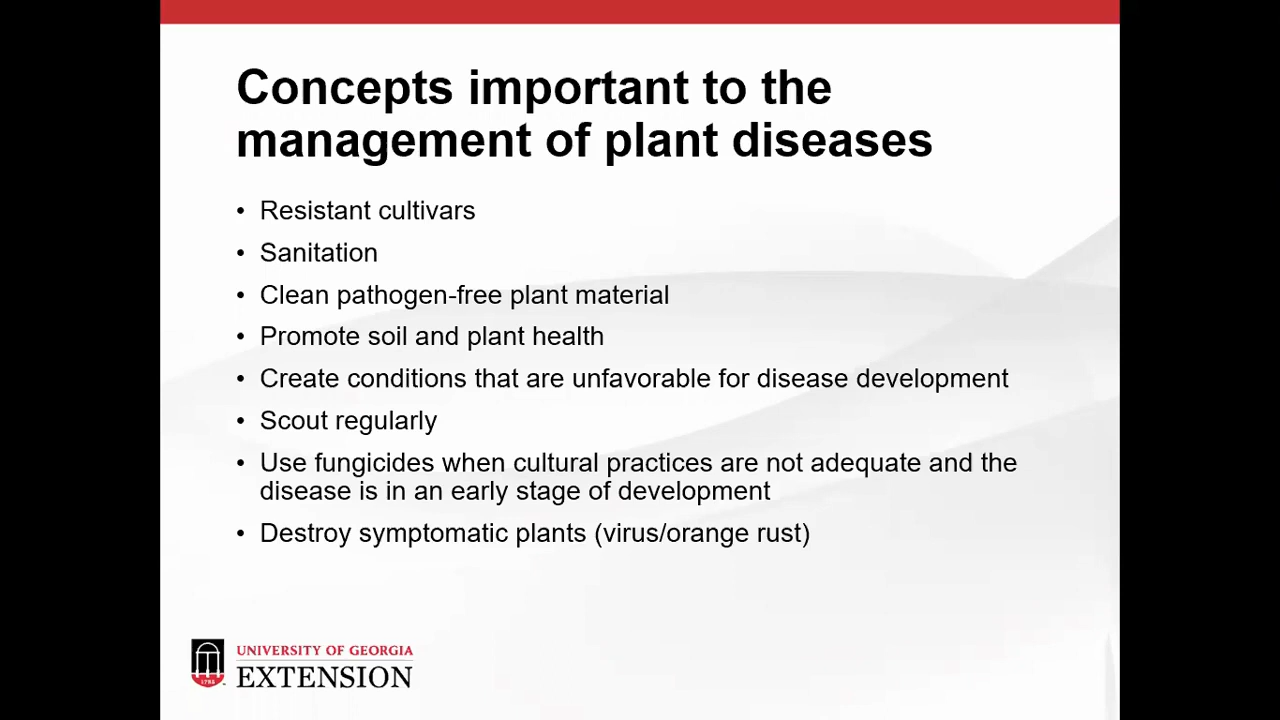 Concepts important to the
management of plant diseases
• Resistant cultivars
• Sanitation
• Clean pathogen-free plant material
• Promote soil and plant health
• Create conditions that are unfavorable for disease development
• Scout regularly
• Use fungicides when cultural practices are not adequate and the
disease is in an early stage of development
• Destroy symptomatic plants (virus/orange rust)
UNIVERSITY OF GEORGIA
EXTENSION
1785